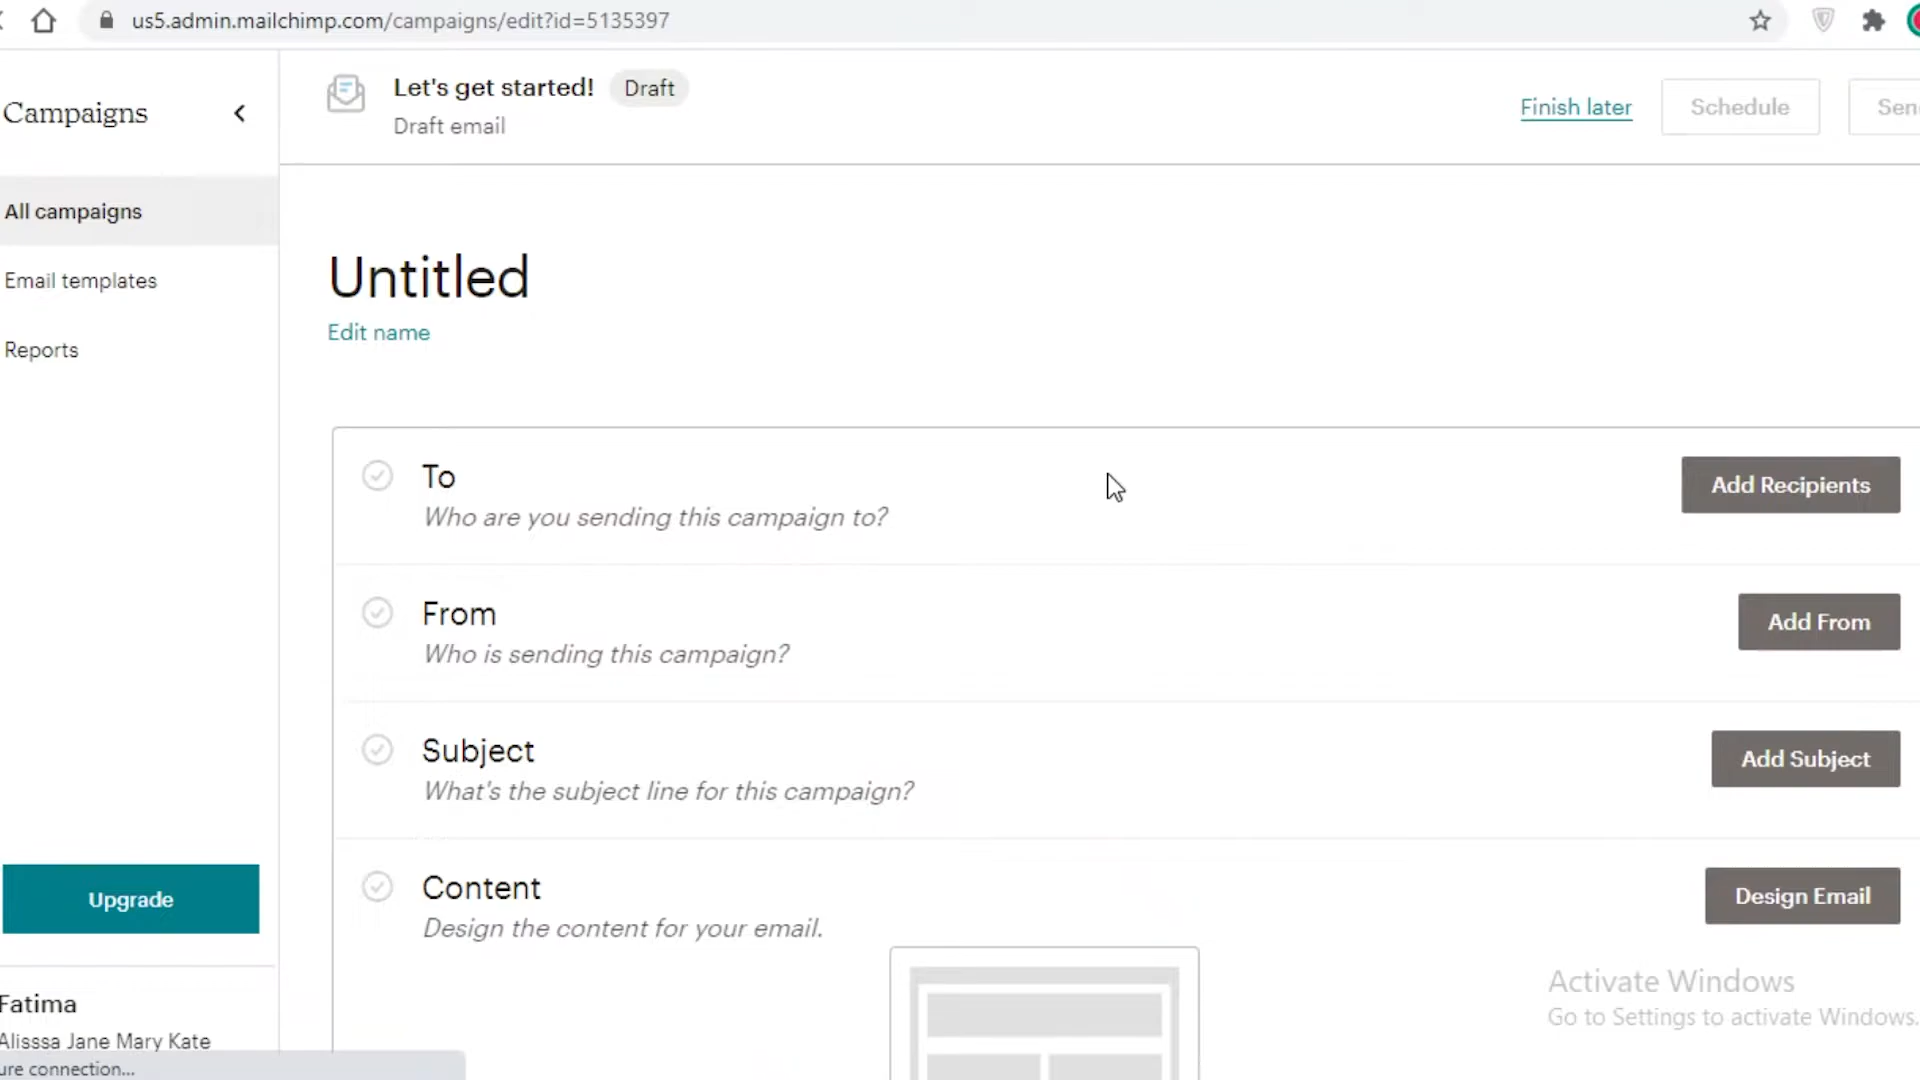 us5.admin.mailchimp.com/campaigns/edit?id=5135397
Campaigns
Let's get started! Draft
Draft email
Finish later
Schedule
All campaigns
Email templates
Reports
Untitled
Edit name
To
Who are you sending this campaign to?
Add Recipients
From
Who is sending this campaign?
Add From
Subject
What's the subject line for this campaign?
Add Subject
Content
Design the content for your email.
Design Email
Upgrade
Fatima
Alisssa Jane Mary Kate
connection...
Activate Windows
Go to Settings to activate Windows.